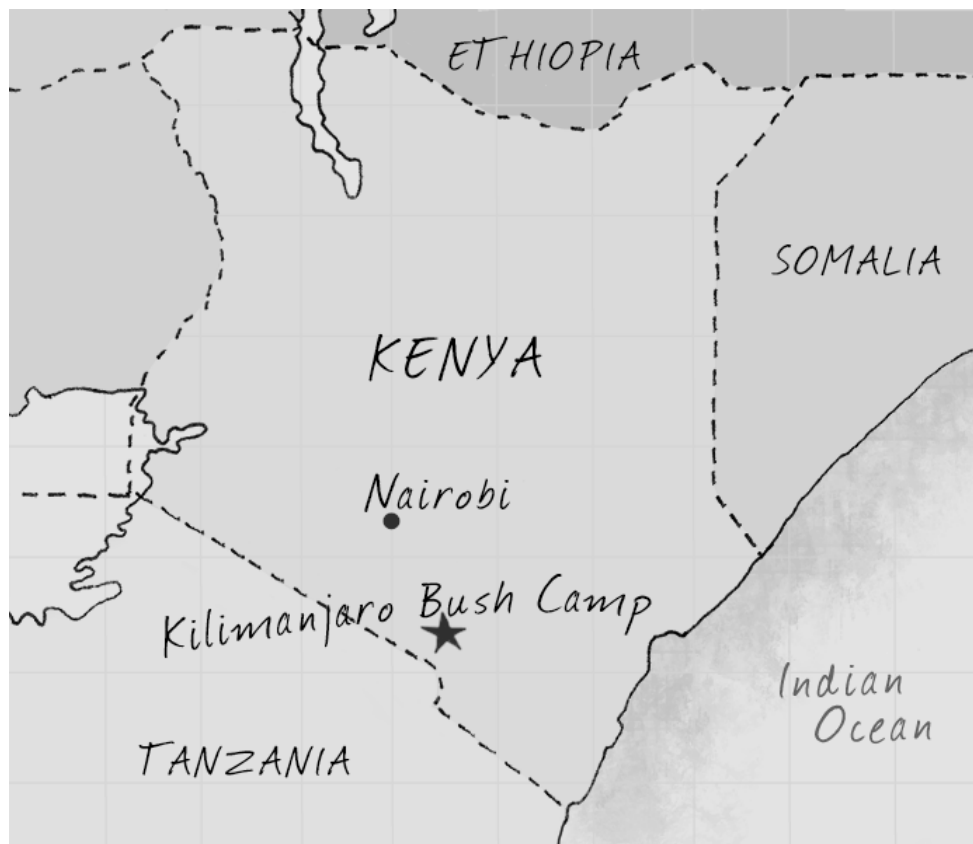 ETHIOPIA
SOMALIA
KENYA
Nairobi
Kilimanjaro Bush Camp
Indian
Ocean
TANZANIA